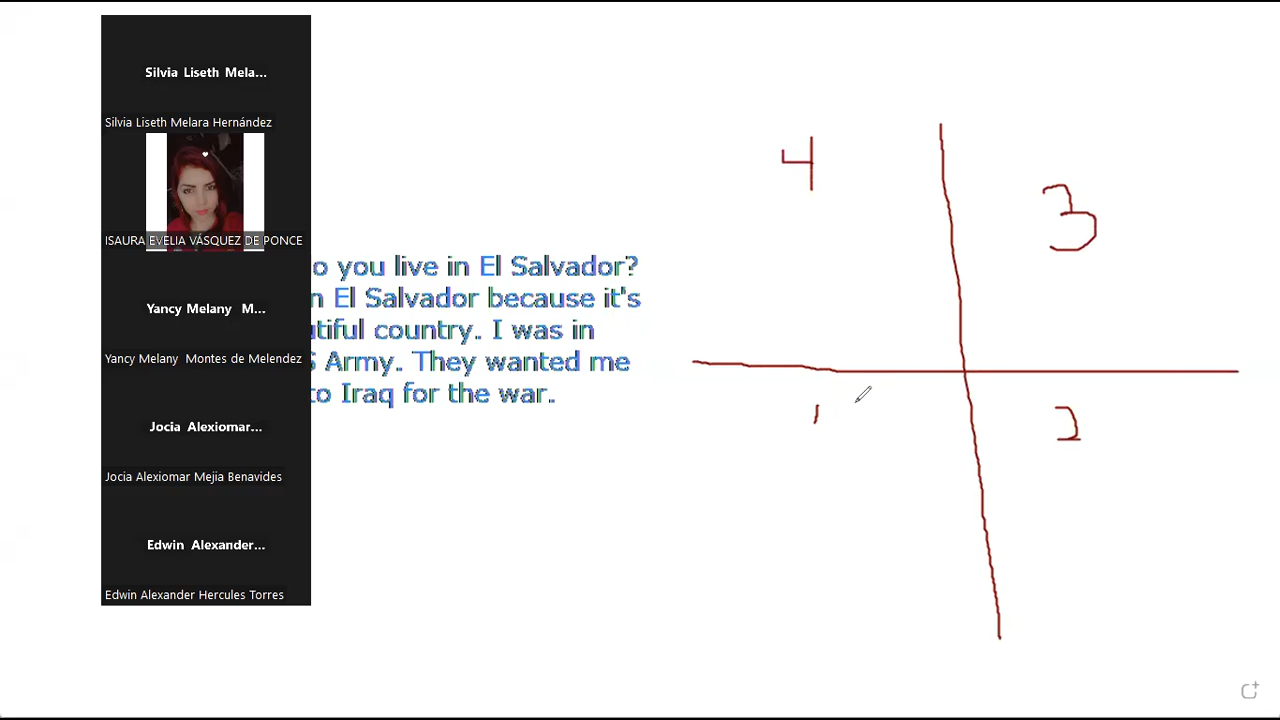 Silvia Liseth Mela...
Silvia Liseth Melara Hernández
ISAURA EVELIA VÁSQUEZ DE PONCE
Yancy Melany M...
Yancy Melany Montes de Melendez
Jocia Alexiomar...
Jocia Alexiomar Mejia Benavides
Edwin Alexander...
Edwin Alexander Hercules Torres
you live in El Salvador?
El Salvador because it's
country. I was in
Army. They wanted me
to Iraq for the war.
4
3
1
2